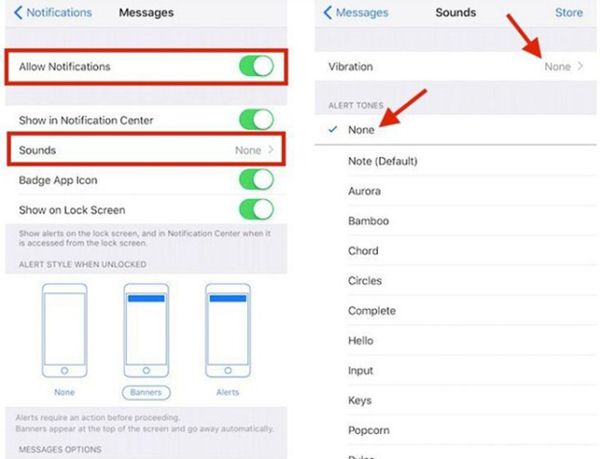 Notifications Messages
Allow Notifications
Show in Notification Center
Sounds None
Badge App Icon
Show on Lock Screen
Show alerts on the lock screen, and in Notification Center when it
is accessed from the lock screen.
ALERT STYLE WHEN UNLOCKED
None Banners Alerts
Alerts require an action before proceeding.
Banners appear at the top of the screen and go away automatically.
MESSAGES OPTIONS
Messages Sounds Store
Vibration None
ALERT TONES
None
Note (Default)
Aurora
Bamboo
Chord
Circles
Complete
Hello
Input
Keys
Popcorn